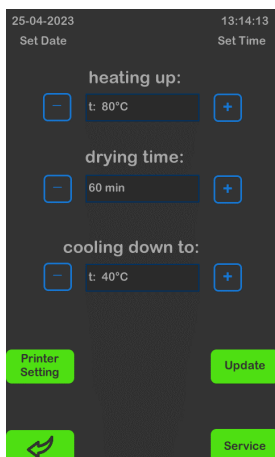 25-04-2023 13:14:13
Set Date Set Time
heating up:
− t: 80°C +
drying time:
− 60 min +
cooling down to:
− t: 40°C +
Printer
Setting
Update
Service